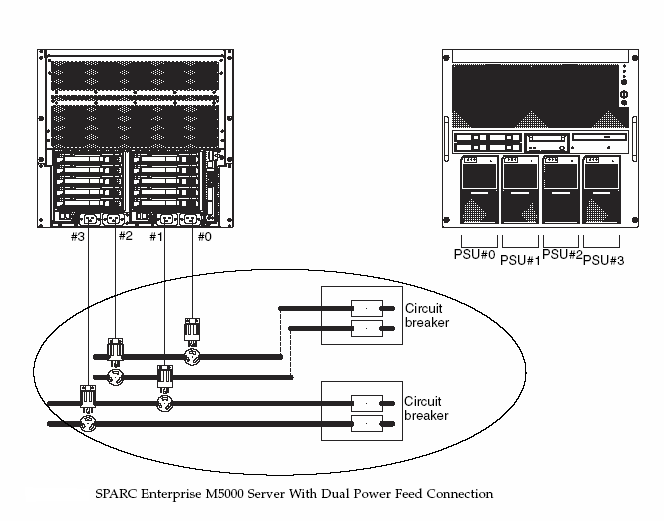 #3 #2 #1 #0
PSU#0 PSU#1 PSU#2 PSU#3
Circuit
breaker
Circuit
breaker
SPARC Enterprise M5000 Server With Dual Power Feed Connection